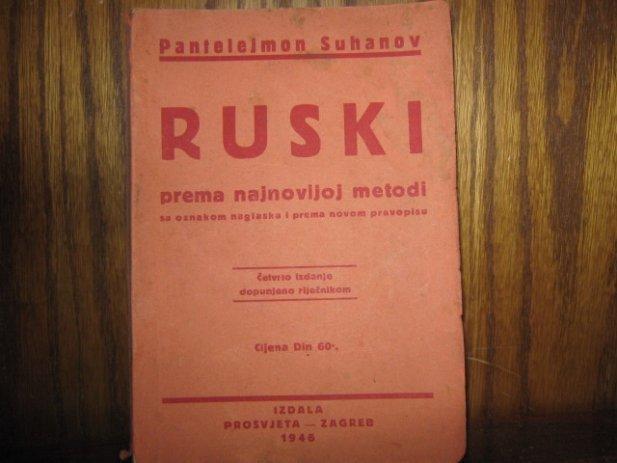 Pantelejmon Suhanov
RUSKI
prema najnovijoj metodi
sa oznakom naglaska i prema novom pravopisu
Četvrto izdanje
dopunjeno riječnikom
Cijena Din 60·.
IZDALA
PROSVJETA — ZAGREB
1946